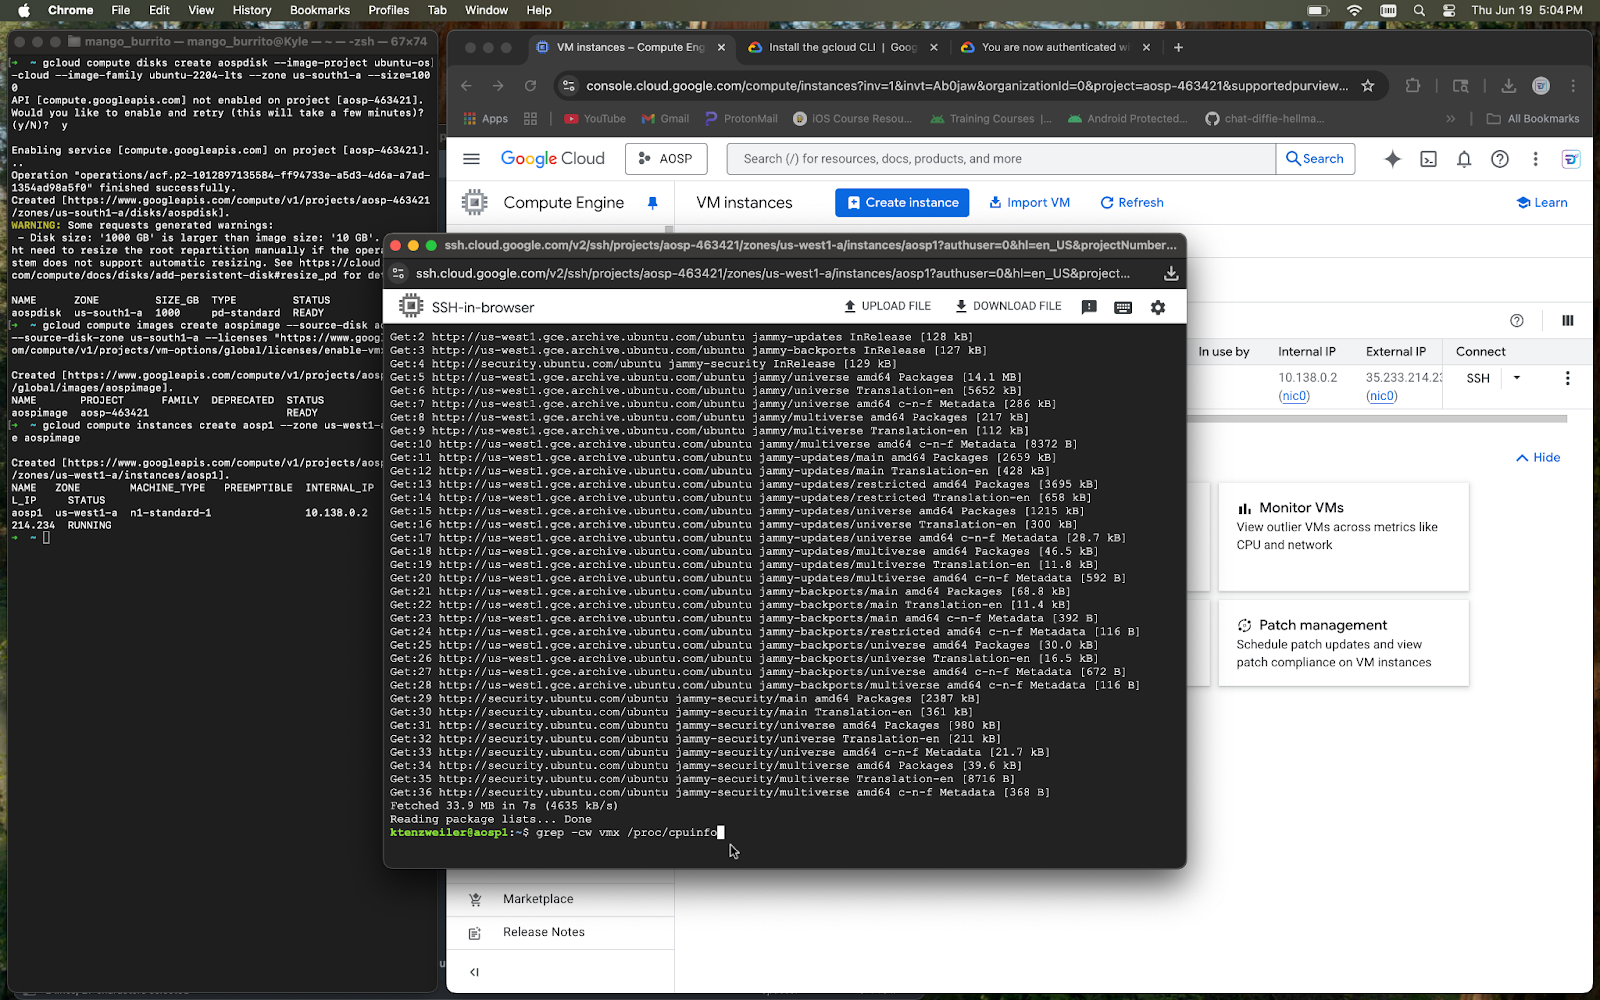 Chrome File Edit View History Bookmarks Profiles Tab Window Help Thu Jun 19 5:04 PM
mango_burrito — mango_burrito@Kyle — ~ — -zsh — 67×74
→ ~ gcloud compute disks create aospdisk --image-project ubuntu-os
-cloud --image-family ubuntu-2204-lts --zone us-south1-a --size=100
0
API [compute.googleapis.com] not enabled on project [aosp-463421].
Would you like to enable and retry (this will take a few minutes)?
(y/N)? y
Enabling service [compute.googleapis.com] on project [aosp-463421].
..
Operation "operations/acf.p2-1012897135584-ff94733e-a5d3-4d6a-a7ad-
1354ad98a5f0" finished successfully.
Created [https://www.googleapis.com/compute/v1/projects/aosp-463421
/zones/us-south1-a/disks/aospdisk].
WARNING: Some requests generated warnings:
- Disk size: '1000 GB' is larger than image size: '10 GB'.
ht need to resize the root repartition manually if the opera
stem does not support automatic resizing. See https://cloud
com/compute/docs/disks/add-persistent-disk#resize_pd for de
NAME ZONE SIZE_GB TYPE STATUS
aospdisk us-south1-a 1000 pd-standard READY
→ ~ gcloud compute images create aospimage --source-disk ao
--source-disk-zone us-south1-a --licenses "https://www.goog
om/compute/v1/projects/vm-options/global/licenses/enable-vmx
Created [https://www.googleapis.com/compute/v1/projects/aosp
/global/images/aospimage].
NAME PROJECT FAMILY DEPRECATED STATUS
aospimage aosp-463421 READY
→ ~ gcloud compute instances create aosp1 --zone us-west1-a
e aospimage
Created [https://www.googleapis.com/compute/v1/projects/aosp
/zones/us-west1-a/instances/aosp1].
NAME ZONE MACHINE_TYPE PREEMPTIBLE INTERNAL_IP
L_IP STATUS
aosp1 us-west1-a n1-standard-1 10.138.0.2
214.234 RUNNING
→ ~
VM instances – Compute Eng Install the gcloud CLI | Goog You are now authenticated wi
console.cloud.google.com/compute/instances?inv=1&invt=Ab0jaw&organizationId=0&project=aosp-463421&supportedpurview...
Apps YouTube Gmail ProtonMail iOS Course Resou... Training Courses |... Android Protected... chat-diffie-hellma... » All Bookmarks
Google Cloud AOSP Search (/) for resources, docs, products, and more Search
Compute Engine VM instances Create instance Import VM Refresh Learn
ssh.cloud.google.com/v2/ssh/projects/aosp-463421/zones/us-west1-a/instances/aosp1?authuser=0&hl=en_US&projectNumber...
ssh.cloud.google.com/v2/ssh/projects/aosp-463421/zones/us-west1-a/instances/aosp1?authuser=0&hl=en_US&project...
SSH-in-browser UPLOAD FILE DOWNLOAD FILE
Get:2 http://us-west1.gce.archive.ubuntu.com/ubuntu jammy-updates InRelease [128 kB]
Get:3 http://us-west1.gce.archive.ubuntu.com/ubuntu jammy-backports InRelease [127 kB]
Get:4 http://security.ubuntu.com/ubuntu jammy-security InRelease [129 kB]
Get:5 http://us-west1.gce.archive.ubuntu.com/ubuntu jammy/universe amd64 Packages [14.1 MB]
Get:6 http://us-west1.gce.archive.ubuntu.com/ubuntu jammy/universe Translation-en [5652 kB]
Get:7 http://us-west1.gce.archive.ubuntu.com/ubuntu jammy/universe amd64 c-n-f Metadata [286 kB]
Get:8 http://us-west1.gce.archive.ubuntu.com/ubuntu jammy/multiverse amd64 Packages [217 kB]
Get:9 http://us-west1.gce.archive.ubuntu.com/ubuntu jammy/multiverse Translation-en [112 kB]
Get:10 http://us-west1.gce.archive.ubuntu.com/ubuntu jammy/multiverse amd64 c-n-f Metadata [8372 B]
Get:11 http://us-west1.gce.archive.ubuntu.com/ubuntu jammy-updates/main amd64 Packages [2659 kB]
Get:12 http://us-west1.gce.archive.ubuntu.com/ubuntu jammy-updates/main Translation-en [428 kB]
Get:13 http://us-west1.gce.archive.ubuntu.com/ubuntu jammy-updates/restricted amd64 Packages [3695 kB]
Get:14 http://us-west1.gce.archive.ubuntu.com/ubuntu jammy-updates/restricted Translation-en [658 kB]
Get:15 http://us-west1.gce.archive.ubuntu.com/ubuntu jammy-updates/universe amd64 Packages [1215 kB]
Get:16 http://us-west1.gce.archive.ubuntu.com/ubuntu jammy-updates/universe Translation-en [300 kB]
Get:17 http://us-west1.gce.archive.ubuntu.com/ubuntu jammy-updates/universe amd64 c-n-f Metadata [28.7 kB]
Get:18 http://us-west1.gce.archive.ubuntu.com/ubuntu jammy-updates/multiverse amd64 Packages [46.5 kB]
Get:19 http://us-west1.gce.archive.ubuntu.com/ubuntu jammy-updates/multiverse Translation-en [11.8 kB]
Get:20 http://us-west1.gce.archive.ubuntu.com/ubuntu jammy-updates/multiverse amd64 c-n-f Metadata [592 B]
Get:21 http://us-west1.gce.archive.ubuntu.com/ubuntu jammy-backports/main amd64 Packages [68.8 kB]
Get:22 http://us-west1.gce.archive.ubuntu.com/ubuntu jammy-backports/main Translation-en [11.4 kB]
Get:23 http://us-west1.gce.archive.ubuntu.com/ubuntu jammy-backports/main amd64 c-n-f Metadata [392 B]
Get:24 http://us-west1.gce.archive.ubuntu.com/ubuntu jammy-backports/restricted amd64 c-n-f Metadata [116 B]
Get:25 http://us-west1.gce.archive.ubuntu.com/ubuntu jammy-backports/universe amd64 Packages [30.0 kB]
Get:26 http://us-west1.gce.archive.ubuntu.com/ubuntu jammy-backports/universe Translation-en [16.5 kB]
Get:27 http://us-west1.gce.archive.ubuntu.com/ubuntu jammy-backports/universe amd64 c-n-f Metadata [672 B]
Get:28 http://us-west1.gce.archive.ubuntu.com/ubuntu jammy-backports/multiverse amd64 c-n-f Metadata [116 B]
Get:29 http://security.ubuntu.com/ubuntu jammy-security/main amd64 Packages [2387 kB]
Get:30 http://security.ubuntu.com/ubuntu jammy-security/main Translation-en [361 kB]
Get:31 http://security.ubuntu.com/ubuntu jammy-security/universe amd64 Packages [980 kB]
Get:32 http://security.ubuntu.com/ubuntu jammy-security/universe Translation-en [211 kB]
Get:33 http://security.ubuntu.com/ubuntu jammy-security/universe amd64 c-n-f Metadata [21.7 kB]
Get:34 http://security.ubuntu.com/ubuntu jammy-security/multiverse amd64 Packages [39.6 kB]
Get:35 http://security.ubuntu.com/ubuntu jammy-security/multiverse Translation-en [8716 B]
Get:36 http://security.ubuntu.com/ubuntu jammy-security/multiverse amd64 c-n-f Metadata [368 B]
Fetched 33.9 MB in 7s (4635 kB/s)
Reading package lists... Done
ktenzweiler@aosp1:~$ grep -cw vmx /proc/cpuinfo
In use by Internal IP External IP Connect
10.138.0.2 35.233.214.23 SSH
(nic0) (nic0)
Hide
Monitor VMs
View outlier VMs across metrics like
CPU and network
Patch management
Schedule patch updates and view
patch compliance on VM instances
Marketplace
Release Notes